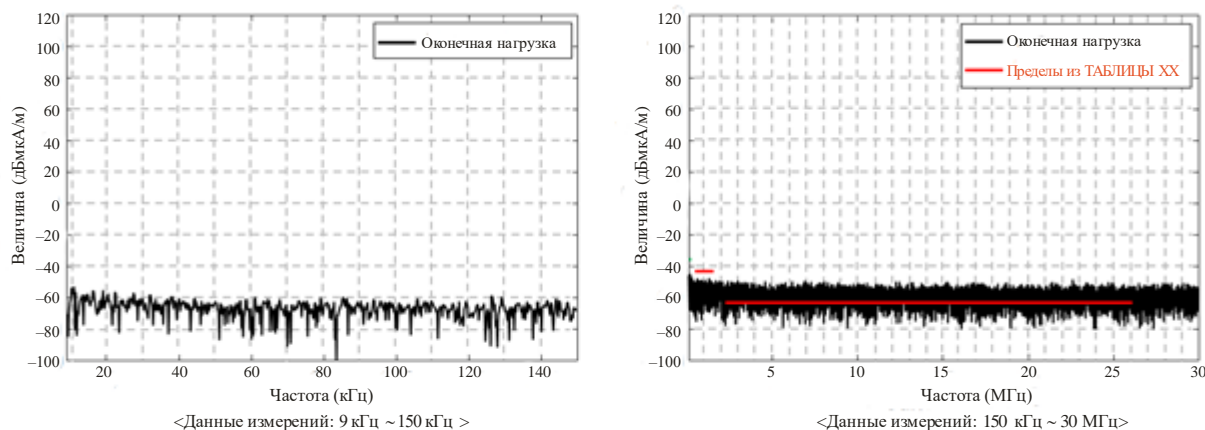 120
100
80
60
40
20
0
–20
–40
–60
–80
–100
Величина (дБмкА/м)
Оконечная нагрузка
20 40 60 80 100 120 140
Частота (кГц)
<Данные измерений: 9 кГц ~ 150 кГц >
120
100
80
60
40
20
0
–20
–40
–60
–80
–100
Величина (дБмкА/м)
Оконечная нагрузка
Пределы из ТАБЛИЦЫ XX
5 10 15 20 25 30
Частота (МГц)
<Данные измерений: 150 кГц ~ 30 МГц>